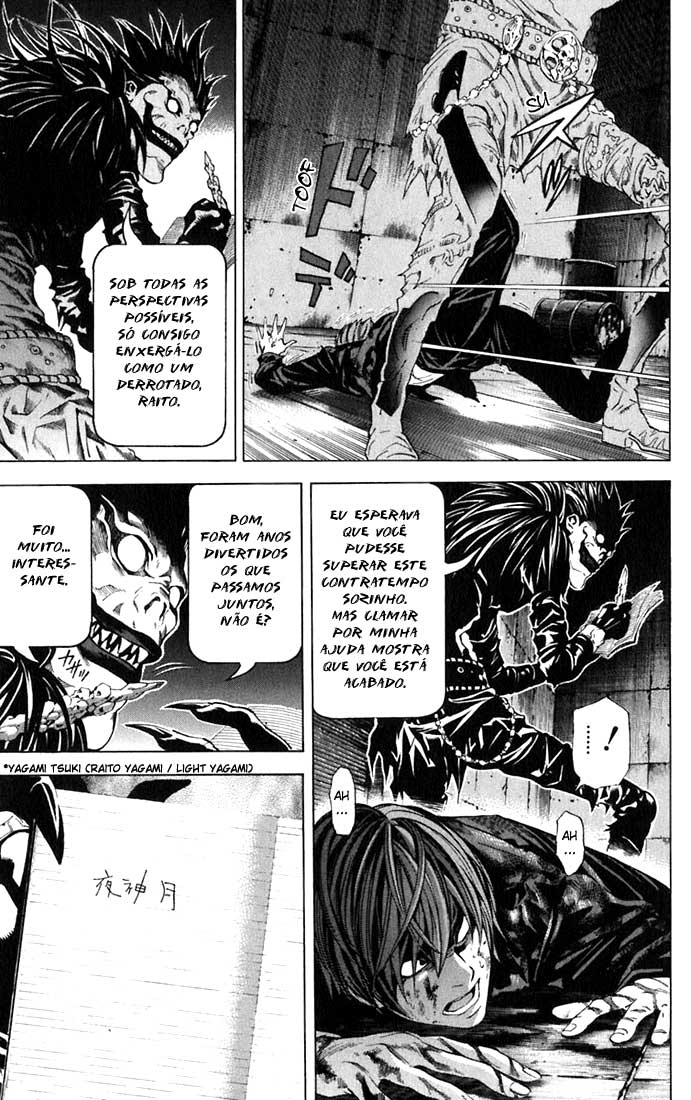 SU
ス
TOOF
ドッ
SOB TODAS AS
PERSPECTIVAS
POSSÍVEIS,
SÓ CONSIGO
ENXERGÁ-LO
COMO UM
DERROTADO,
RAITO.
EU ESPERAVA
QUE VOCÊ
PUDESSE
SUPERAR ESTE
CONTRATEMPO
SOZINHO.
MAS CLAMAR
POR MINHA
AJUDA MOSTRA
QUE VOCÊ ESTÁ
ACABADO.
......!
BOM,
FORAM ANOS
DIVERTIDOS
OS QUE
PASSAMOS
JUNTOS,
NÃO É?
FOI
MUITO...
INTERES-
SANTE.
AH
...
AH
...
*YAGAMI TSUKI (RAITO YAGAMI / LIGHT YAGAMI)
夜神月